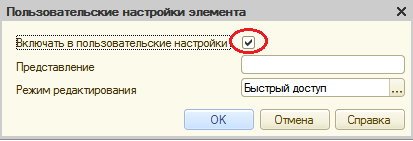 Пользовательские настройки элемента
Включать в пользовательские настройки
Представление
Режим редактирования Быстрый доступ ...
OK Отмена Справка